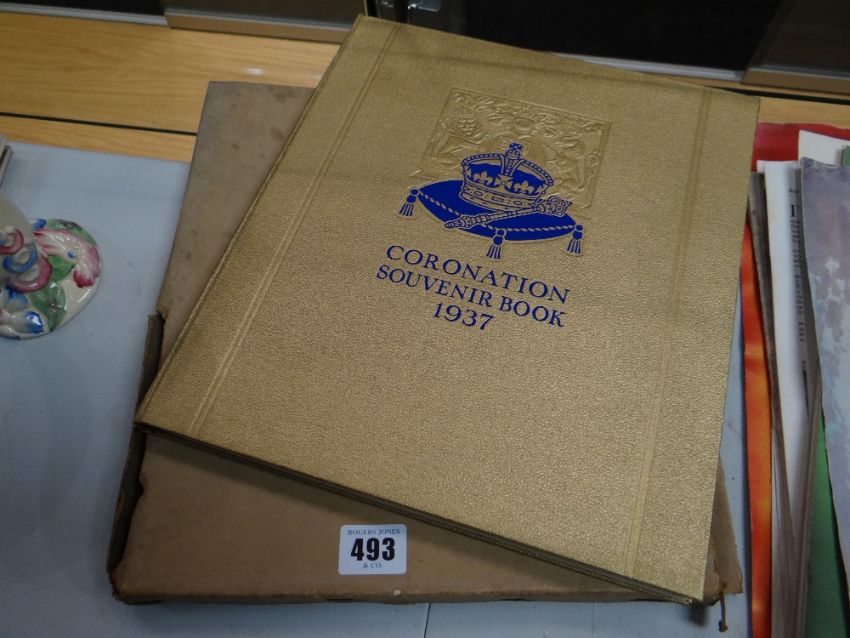 CORONATION
SOUVENIR BOOK
1937
ROGERS JONES
493
& CO.